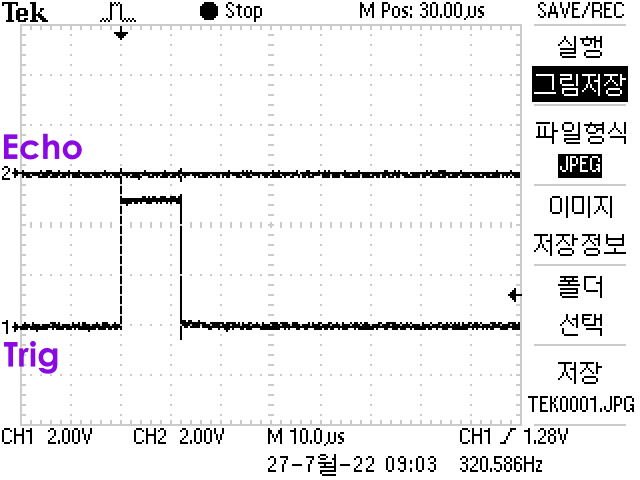 Tek Stop M Pos: 30.00µs SAVE/REC
실행
그림저장
Echo
파일형식
2
JPEG
이미지
저장정보
폴더
1
선택
Trig
저장
TEK0001.JPG
CH1 2.00V CH2 2.00V M 10.0µs CH1 1.28V
27-7월-22 09:03 320.586Hz